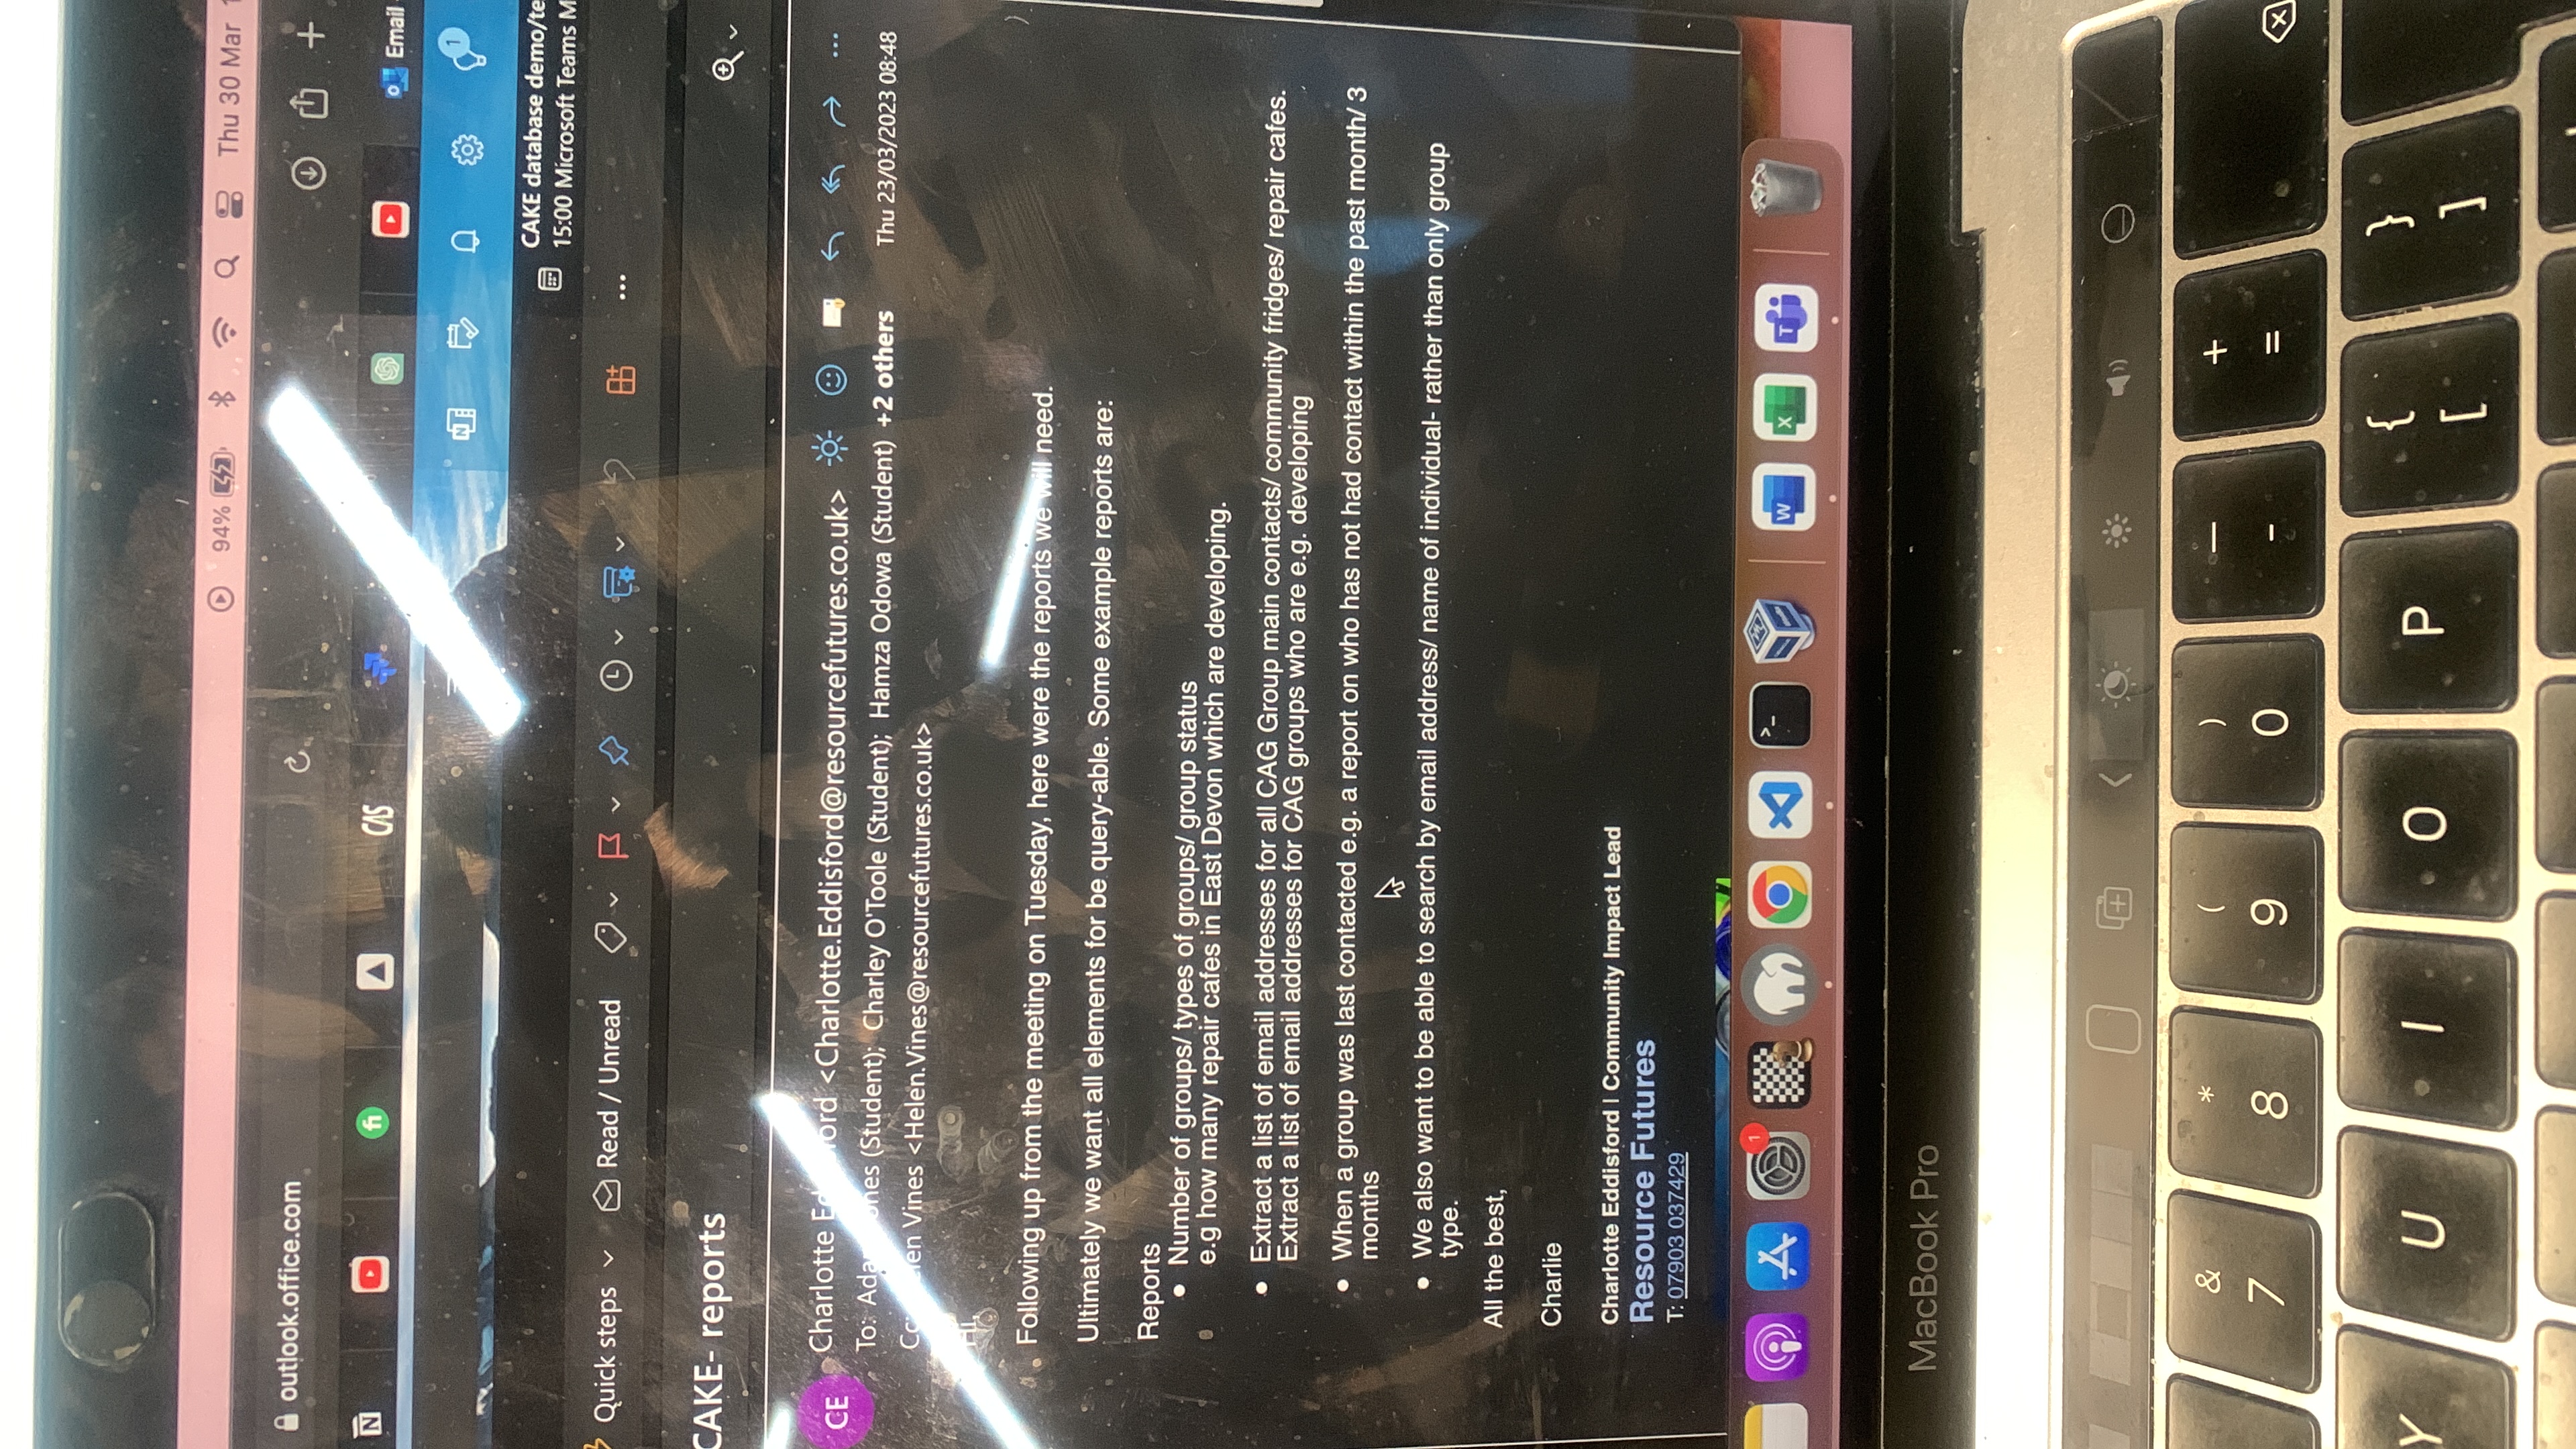 94% Thu 30 Mar
outlook.office.com
CAS Email
1
CAKE database demo/te
15:00 Microsoft Teams M
Quick steps Read / Unread
CAKE- reports
CE
Charlotte <Charlotte.Eddisford@resourcefutures.co.uk>
To: (Student); Charley O'Toole (Student); Hamza Odowa (Student) +2 others Thu 23/03/2023 08:48
Vines <Helen.Vines@resourcefutures.co.uk>
Hi,
Following up from the meeting on Tuesday, here were the reports we will need.
Ultimately we want all elements for be query-able. Some example reports are:
Reports
• Number of groups/ types of groups/ group status
e.g how many repair cafes in East Devon which are developing.
• Extract a list of email addresses for all CAG Group main contacts/ community fridges/ repair cafes.
Extract a list of email addresses for CAG groups who are e.g. developing
• When a group was last contacted e.g. a report on who has not had contact within the past month/ 3
months
• We also want to be able to search by email address/ name of individual- rather than only group
type.
All the best,
Charlie
Charlotte Eddisford | Community Impact Lead
Resource Futures
T: 07903 037429
1
W X T
MacBook Pro
& * ( ) — +
7 8 9 0 - =
Y U I O P { }
[ ]